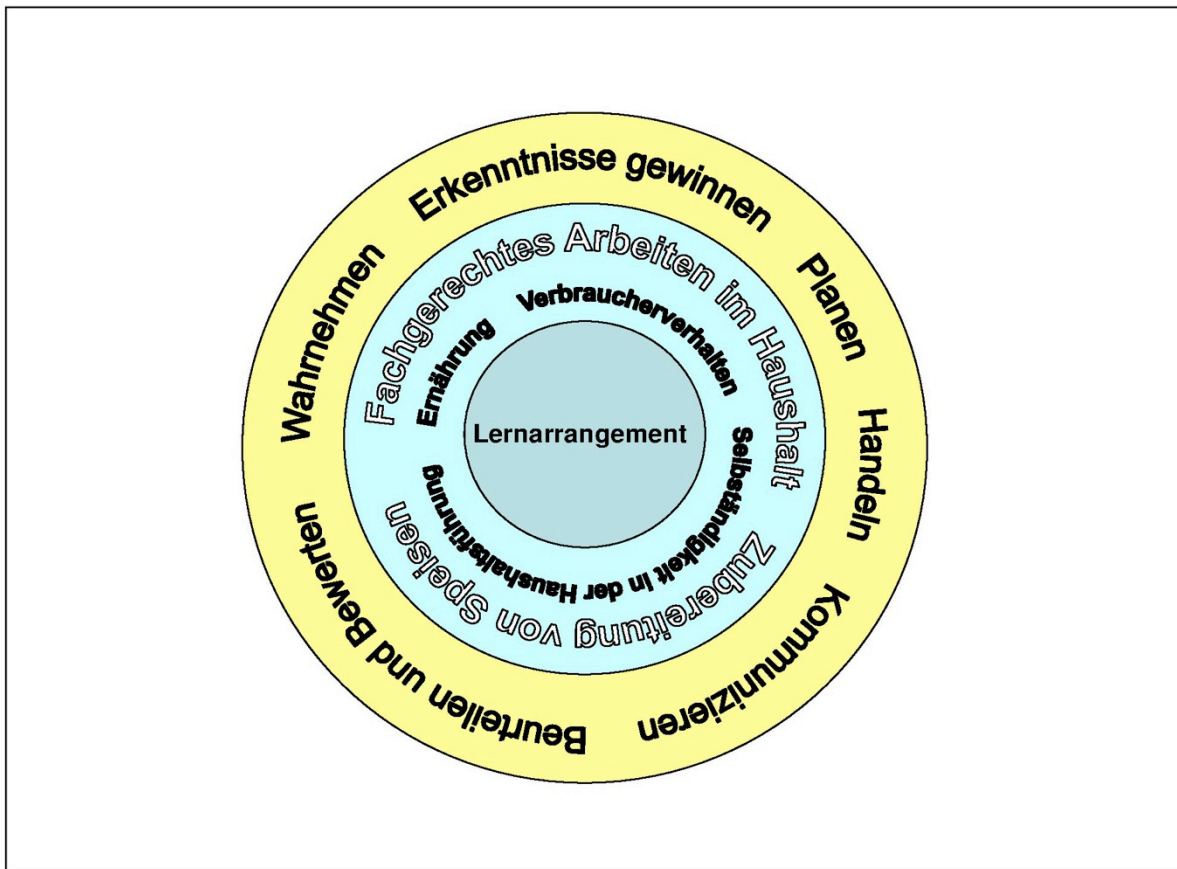 Erkenntnisse gewinnen
Planen
Handeln
Kommunizieren
Beurteilen und Bewerten
Wahrnehmen
Fachgerechtes Arbeiten im Haushalt
Zubereitung von Speisen
Ernährung
Verbraucherverhalten
Selbständigkeit in der Haushaltsführung
Lernarrangement